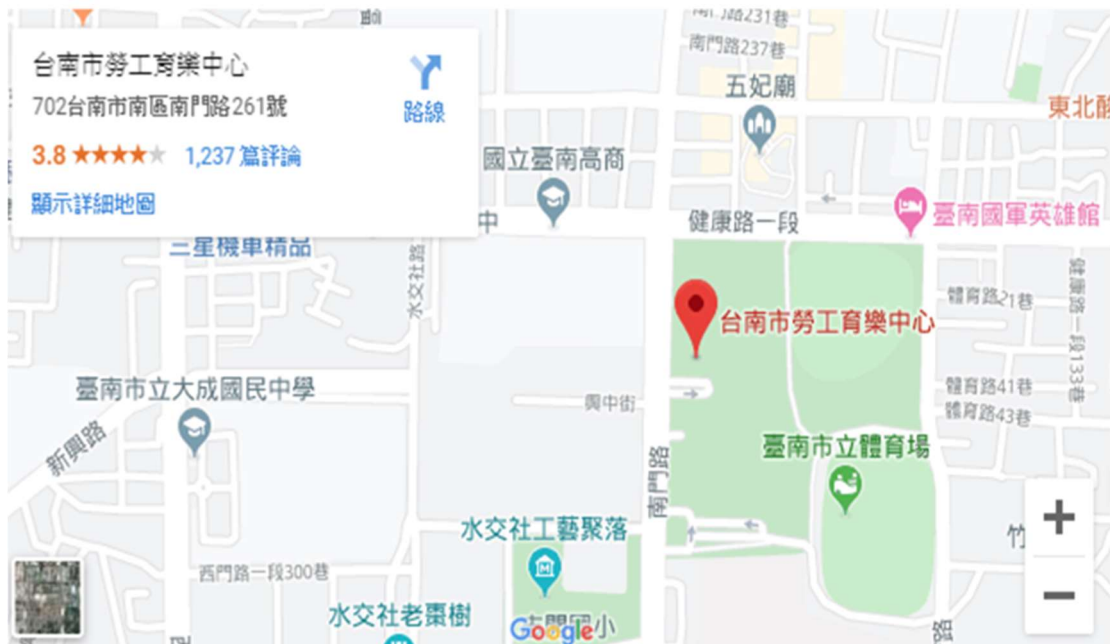 台南市勞工育樂中心
702台南市南區南門路261號
路線
3.8
1,237 篇評論
顯示詳細地圖
南門路231巷
南門路237巷
五妃廟
東北
國立臺南高商
中
健康路一段
臺南國軍英雄館
三星機車精品
水交社路
體育路21巷
健康路一段133巷
台南市勞工育樂中心
臺南市立大成國民中學
興中街
體育路41巷
體育路43巷
新興路
南門路
臺南市立體育場
水交社工藝聚落
竹
西門路一段300巷
水交社老棗樹
Google
小
路